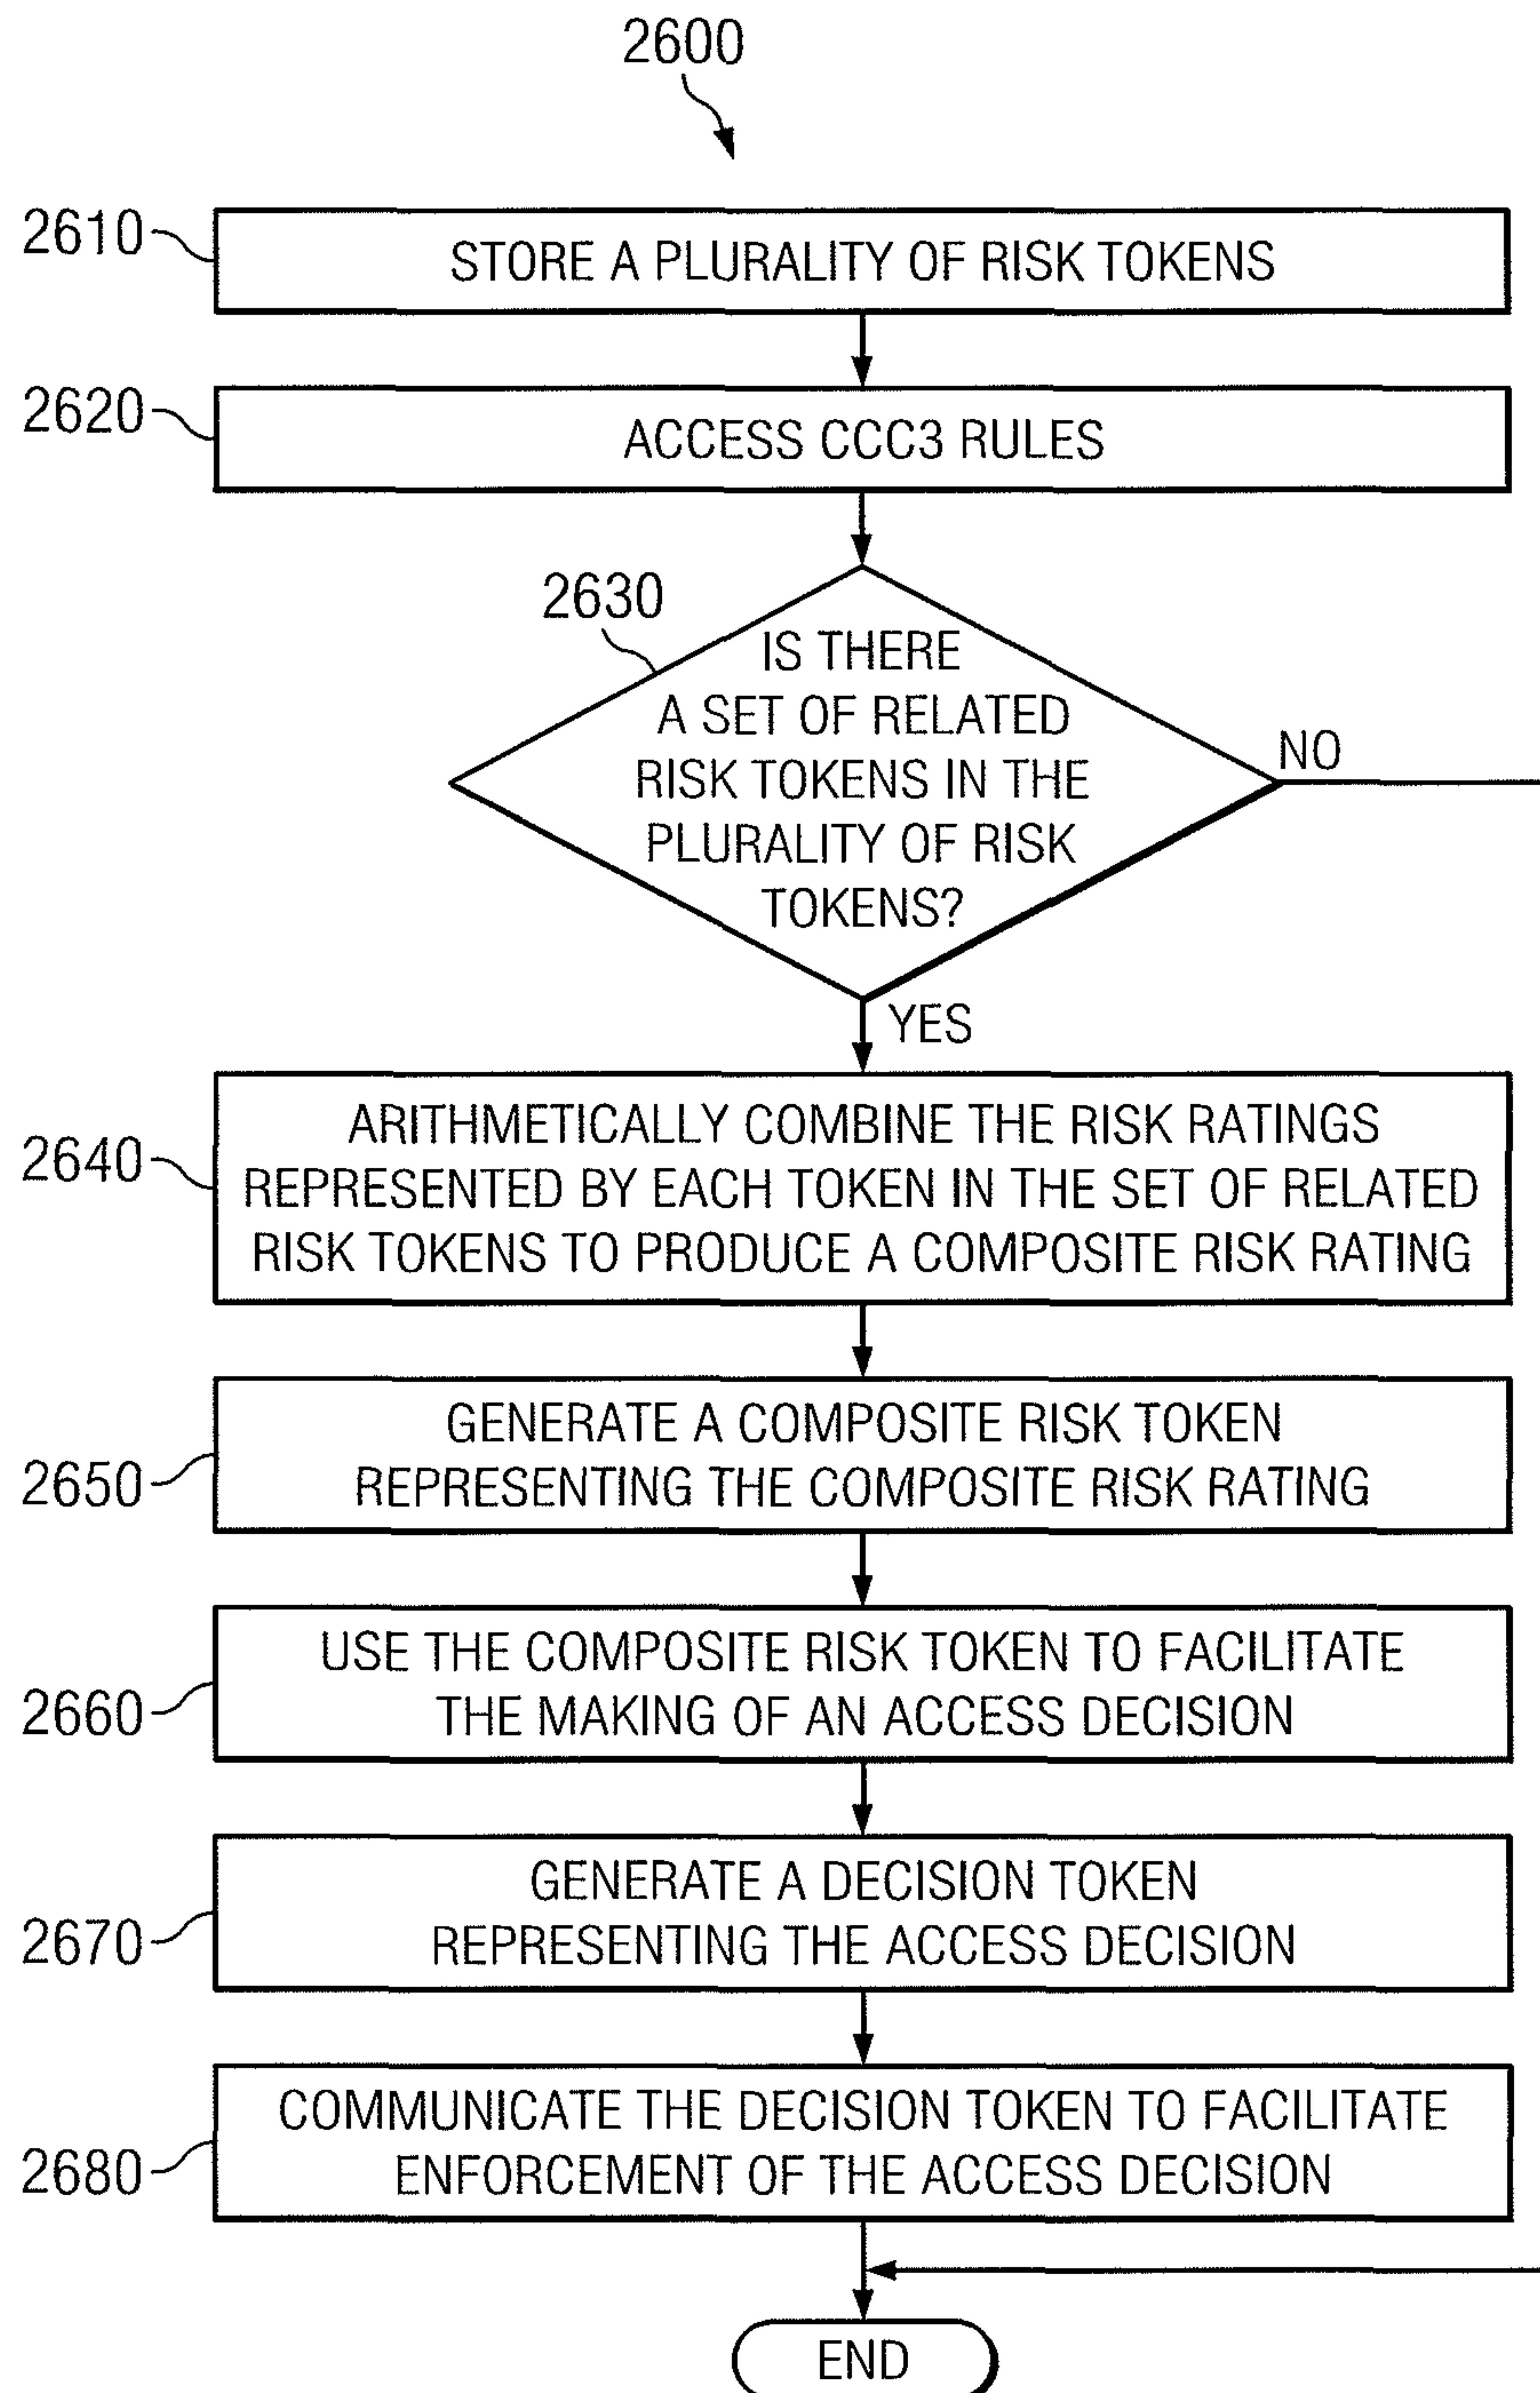 2600
2610
STORE A PLURALITY OF RISK TOKENS
2620
ACCESS CCC3 RULES
2630
IS THERE
A SET OF RELATED
RISK TOKENS IN THE
PLURALITY OF RISK
TOKENS?
NO
YES
2640
ARITHMETICALLY COMBINE THE RISK RATINGS
REPRESENTED BY EACH TOKEN IN THE SET OF RELATED
RISK TOKENS TO PRODUCE A COMPOSITE RISK RATING
2650
GENERATE A COMPOSITE RISK TOKEN
REPRESENTING THE COMPOSITE RISK RATING
2660
USE THE COMPOSITE RISK TOKEN TO FACILITATE
THE MAKING OF AN ACCESS DECISION
2670
GENERATE A DECISION TOKEN
REPRESENTING THE ACCESS DECISION
2680
COMMUNICATE THE DECISION TOKEN TO FACILITATE
ENFORCEMENT OF THE ACCESS DECISION
END